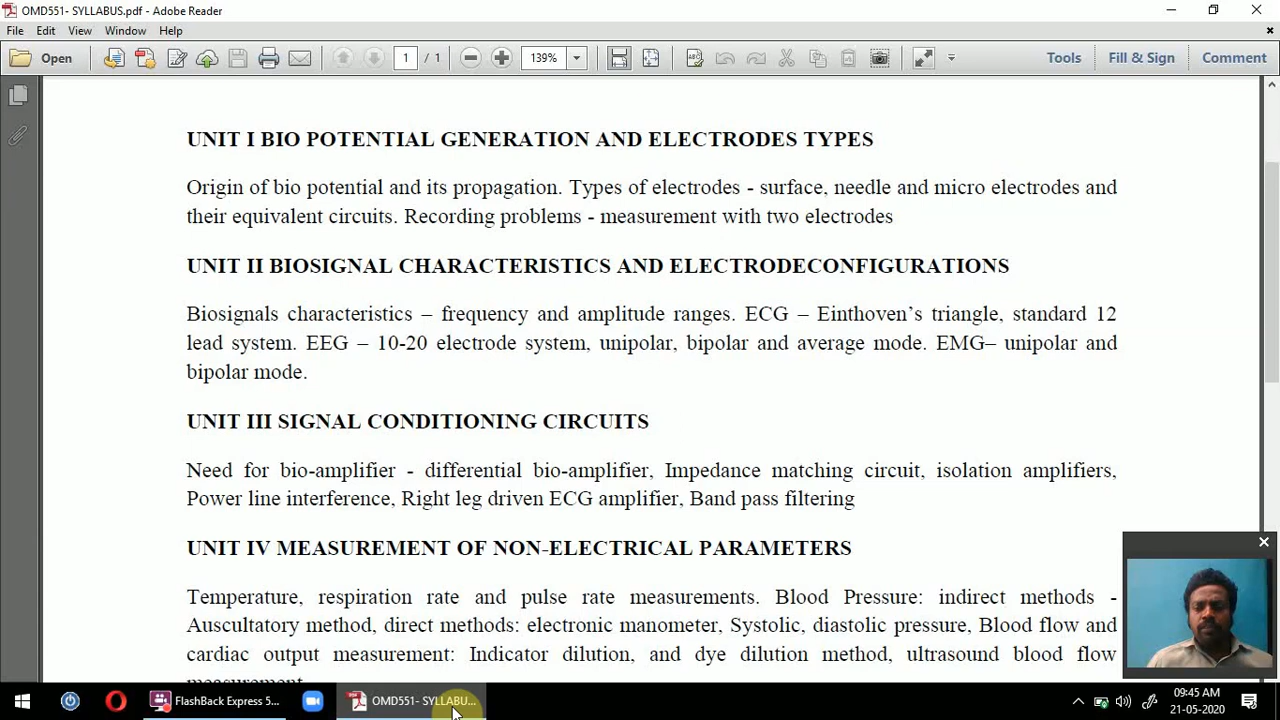 OMD551- SYLLABUS.pdf - Adobe Reader
File Edit View Window Help
Open 1 / 1 139% Tools Fill & Sign Comment
UNIT I BIO POTENTIAL GENERATION AND ELECTRODES TYPES
Origin of bio potential and its propagation. Types of electrodes - surface, needle and micro electrodes and
their equivalent circuits. Recording problems - measurement with two electrodes
UNIT II BIOSIGNAL CHARACTERISTICS AND ELECTRODECONFIGURATIONS
Biosignals characteristics – frequency and amplitude ranges. ECG – Einthoven's triangle, standard 12
lead system. EEG – 10-20 electrode system, unipolar, bipolar and average mode. EMG– unipolar and
bipolar mode.
UNIT III SIGNAL CONDITIONING CIRCUITS
Need for bio-amplifier - differential bio-amplifier, Impedance matching circuit, isolation amplifiers,
Power line interference, Right leg driven ECG amplifier, Band pass filtering
UNIT IV MEASUREMENT OF NON-ELECTRICAL PARAMETERS
Temperature, respiration rate and pulse rate measurements. Blood Pressure: indirect methods -
Auscultatory method, direct methods: electronic manometer, Systolic, diastolic pressure, Blood flow and
cardiac output measurement: Indicator dilution, and dye dilution method, ultrasound blood flow
measurement
FlashBack Express 5... OMD551- SYLLABU... 09:45 AM
21-05-2020